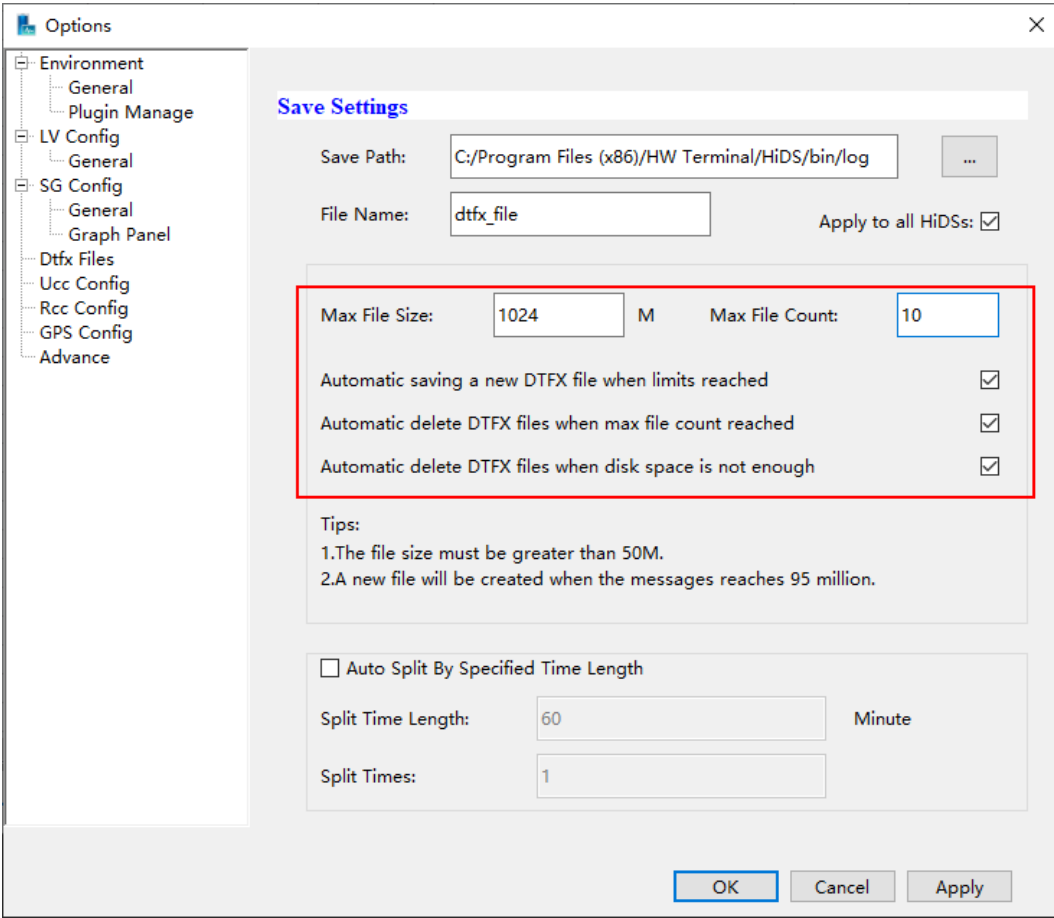 Options
Environment
General
Plugin Manage
LV Config
General
SG Config
General
Graph Panel
Dtfx Files
Ucc Config
Rcc Config
GPS Config
Advance
Save Settings
Save Path: C:/Program Files (x86)/HW Terminal/HiDS/bin/log ...
File Name: dtfx_file Apply to all HiDSs:
Max File Size: 1024 M Max File Count: 10
Automatic saving a new DTFX file when limits reached
Automatic delete DTFX files when max file count reached
Automatic delete DTFX files when disk space is not enough
Tips:
1.The file size must be greater than 50M.
2.A new file will be created when the messages reaches 95 million.
Auto Split By Specified Time Length
Split Time Length: 60 Minute
Split Times: 1
OK Cancel Apply